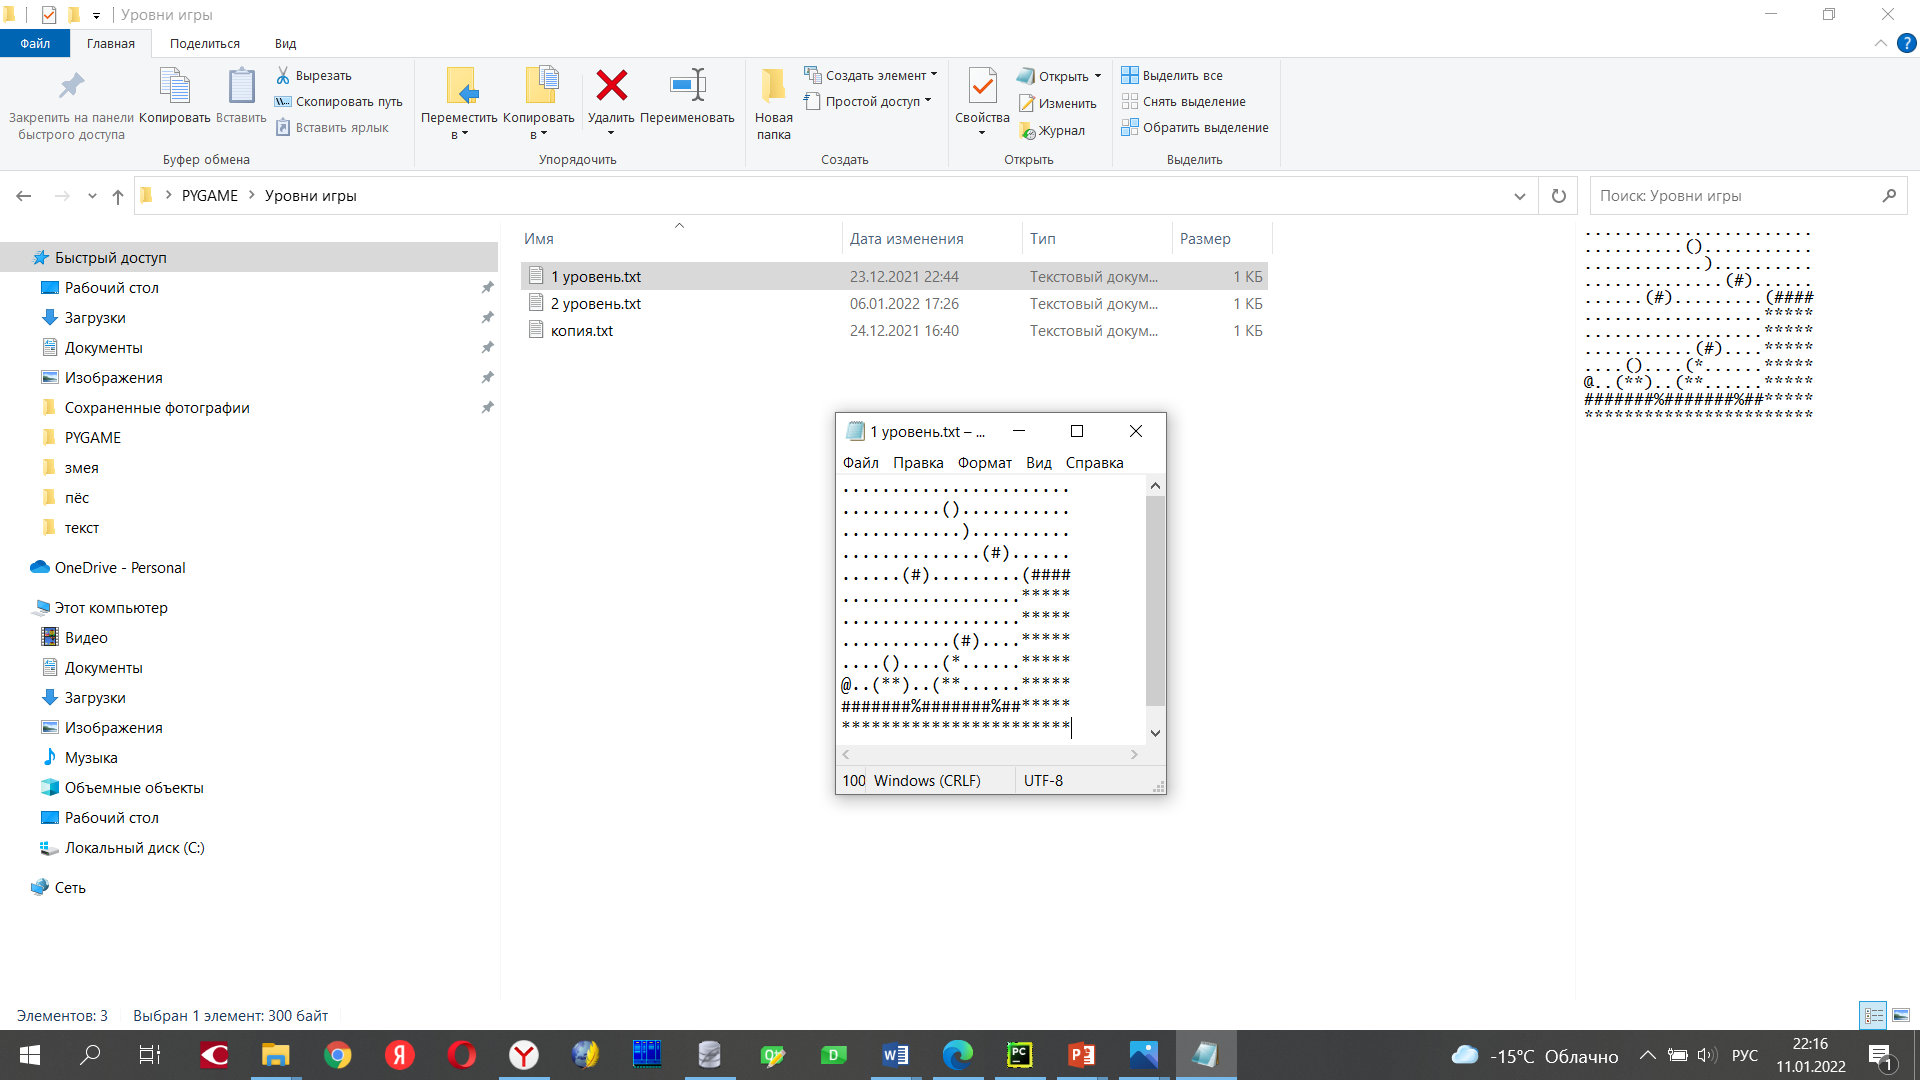 Уровни игры
Файл
Главная
Поделиться
Вид
Закрепить на панели быстрого доступа
Копировать
Вставить
Вырезать
Скопировать путь
Вставить ярлык
Буфер обмена
Переместить в
Копировать в
Удалить
Переименовать
Упорядочить
Новая папка
Создать элемент
Простой доступ
Создать
Свойства
Открыть
Изменить
Журнал
Открыть
Выделить все
Снять выделение
Обратить выделение
Выделить
PYGAME
Уровни игры
Поиск: Уровни игры
Быстрый доступ
Рабочий стол
Загрузки
Документы
Изображения
Сохраненные фотографии
PYGAME
змея
пёс
текст
OneDrive - Personal
Этот компьютер
Видео
Документы
Загрузки
Изображения
Музыка
Объемные объекты
Рабочий стол
Локальный диск (C:)
Сеть
Имя Дата изменения Тип Размер
1 уровень.txt 23.12.2021 22:44 Текстовый докум... 1 КБ
2 уровень.txt 06.01.2022 17:26 Текстовый докум... 1 КБ
копия.txt 24.12.2021 16:40 Текстовый докум... 1 КБ
.......................
..........()...........
............)..........
..............(#)......
......(#).........(####
..................*****
..................*****
...........(#)....*****
....()....(*......*****
@..(**)..(**......*****
#######%#######%##*****
***********************
1 уровень.txt – ...
Файл Правка Формат Вид Справка
.......................
..........()...........
............)..........
..............(#)......
......(#).........(####
..................*****
..................*****
...........(#)....*****
....()....(*......*****
@..(**)..(**......*****
#######%#######%##*****
***********************
100 Windows (CRLF) UTF-8
Элементов: 3 Выбран 1 элемент: 300 байт
-15°C Облачно
РУС
22:16
11.01.2022
1